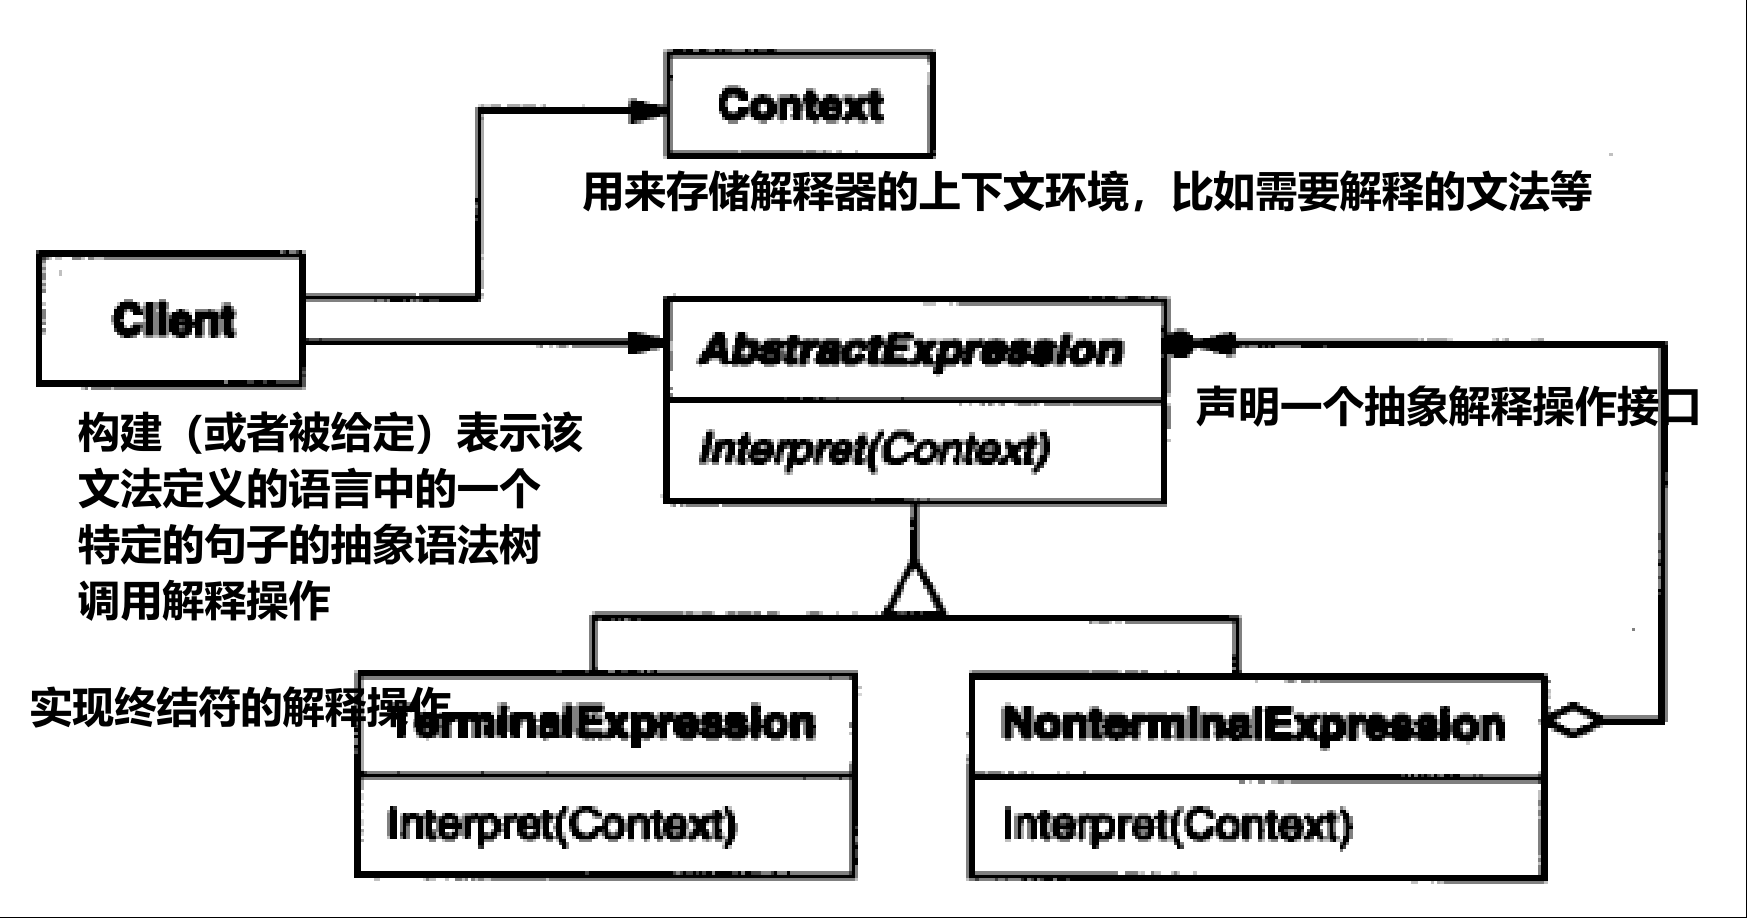 Context
用来存储解释器的上下文环境，比如需要解释的文法等
Client
AbstractExpression
声明一个抽象解释操作接口
Interpret(Context)
构建（或者被给定）表示该
文法定义的语言中的一个
特定的句子的抽象语法树
调用解释操作
实现终结符的解释操作
TerminalExpression
NonterminalExpression
Interpret(Context)
Interpret(Context)